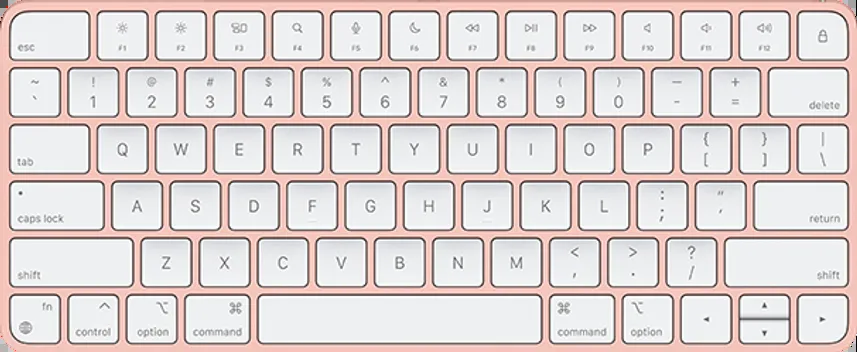 esc F1 F2 F3 F4 F5 F6 F7 F8 F9 F10 F11 F12
~ ! @ # $ % ^ & * ( ) — +
` 1 2 3 4 5 6 7 8 9 0 - = delete
tab Q W E R T Y U I O P { [ } ] | \
caps lock A S D F G H J K L : ; " ' return
shift Z X C V B N M < , > . ? / shift
fn ^ ⌥ ⌘ ⌘ ⌥
control option command command option